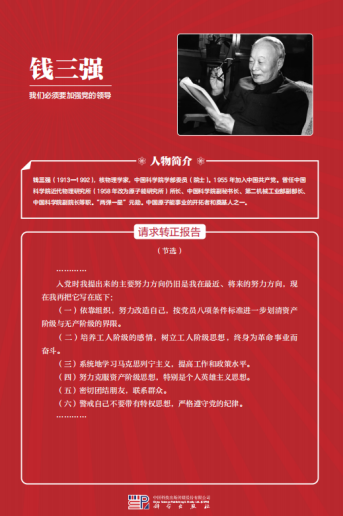 钱三强
我们必须要加强党的领导
人物简介
钱三强（1913—1992），核物理学家，中国科学院学部委员（院士）。1955 年加入中国共产党。曾任中国
科学院近代物理研究所（1958 年改为原子能研究所）所长、中国科学院副秘书长、第二机械工业部副部长、
中国科学院副院长等职。“两弹一星”元勋。中国原子能事业的开拓者和奠基人之一。
请求转正报告
（节选）
…………
入党时我提出来的主要努力方向仍旧是我在最近、将来的努力方向，现
在我再把它写在底下：
（一）依靠组织，努力改造自己，按党员八项条件标准进一步划清资产
阶级与无产阶级的界限。
（二）培养工人阶级的感情，树立工人阶级思想，终身为革命事业而
奋斗。
（三）系统地学习马克思列宁主义，提高工作和政策水平。
（四）努力克服资产阶级思想，特别是个人英雄主义思想。
（五）密切团结朋友，联系群众。
（六）警戒自己不要带有特权思想，严格遵守党的纪律。
…………
中国科技出版传媒股份有限公司
科学出版社